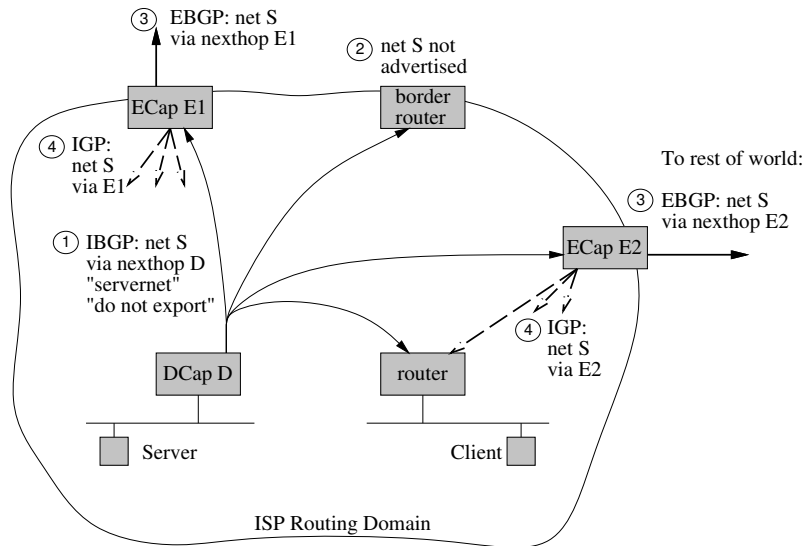 3 EBGP: net S
via nexthop E1
2 net S not
advertised
ECap E1
border
router
4 IGP:
net S
via E1
To rest of world:
3 EBGP: net S
via nexthop E2
1 IBGP: net S
via nexthop D
"servernet"
"do not export"
ECap E2
4 IGP:
net S
via E2
DCap D
router
Server
Client
ISP Routing Domain